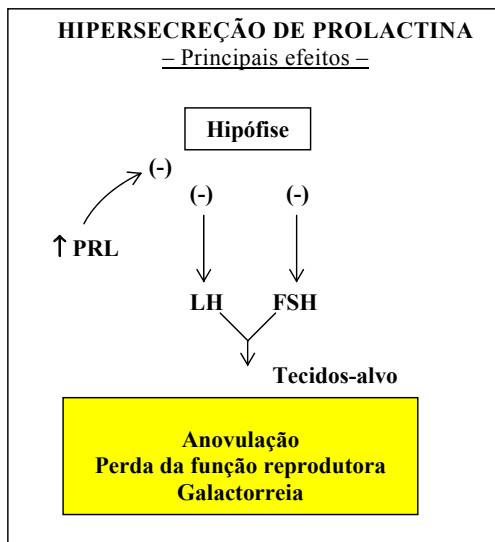 HIPERSECREÇÃO DE PROLACTINA
– Principais efeitos –
Hipófise
(-)
(-) (-)
↑ PRL
LH FSH
Tecidos-alvo
Anovulação
Perda da função reprodutora
Galactorreia